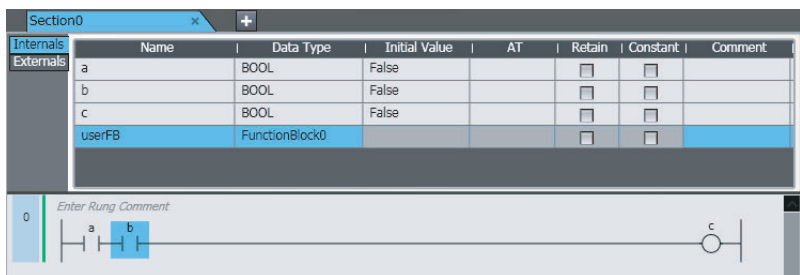 Section0 × +
Internals
Externals
Name Data Type Initial Value AT Retain Constant Comment
a BOOL False
b BOOL False
c BOOL False
userFB FunctionBlock0
0 Enter Rung Comment
a b c